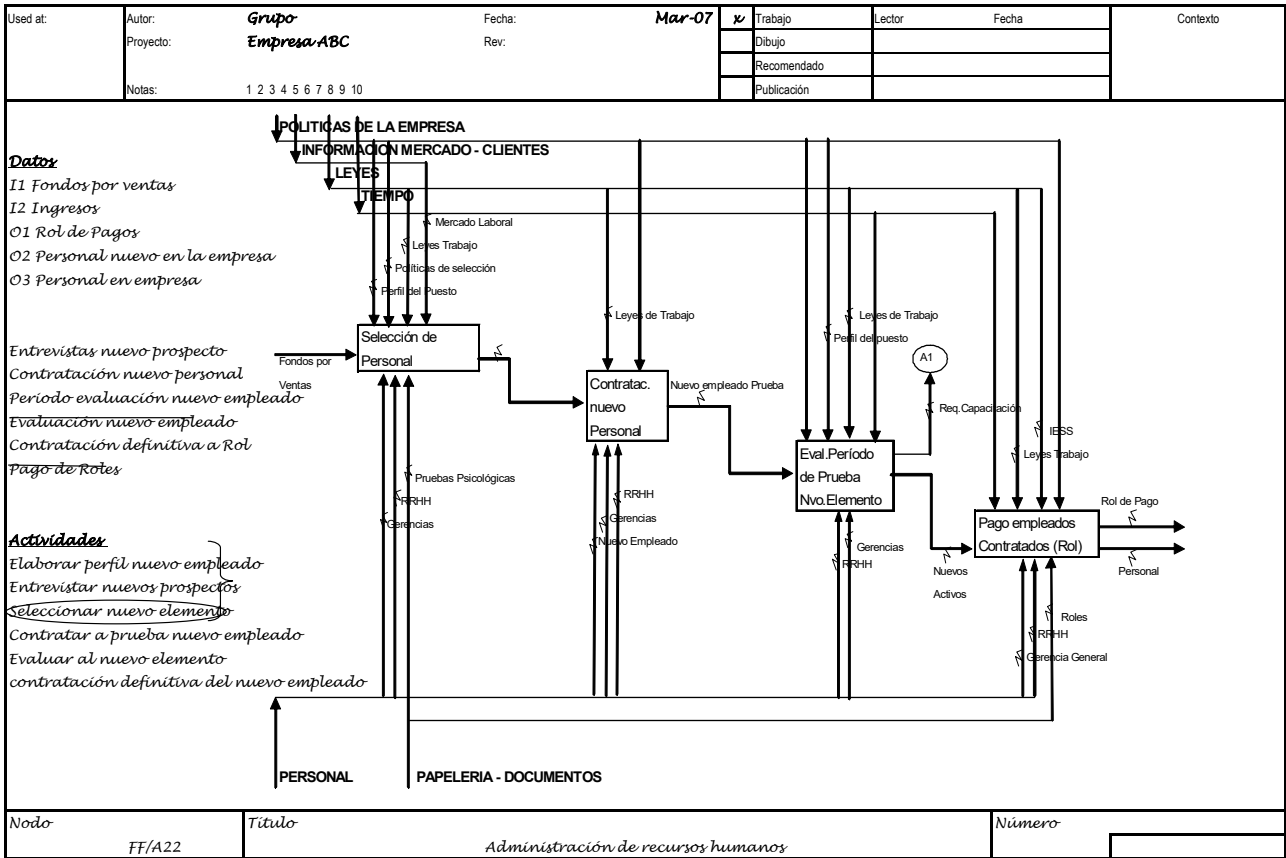 Used at:
Autor: Grupo Fecha: Mar-07 x Trabajo Lector Fecha Contexto
Proyecto: Empresa ABC Rev: Dibujo
Recomendado
Notas: 1 2 3 4 5 6 7 8 9 10 Publicación
POLITICAS DE LA EMPRESA
INFORMACION MERCADO - CLIENTES
LEYES
TIEMPO
Datos
I1 Fondos por ventas
I2 Ingresos
O1 Rol de Pagos
O2 Personal nuevo en la empresa
O3 Personal en empresa
Entrevistas nuevo prospecto
Contratación nuevo personal
Período evaluación nuevo empleado
Evaluación nuevo empleado
Contratación definitiva a Rol
Pago de Roles
Actividades
Elaborar perfil nuevo empleado
Entrevistar nuevos prospectos
Seleccionar nuevo elemento
Contratar a prueba nuevo empleado
Evaluar al nuevo elemento
contratación definitiva del nuevo empleado
Mercado Laboral
Leyes Trabajo
Políticas de selección
Perfil del Puesto
Selección de
Personal
Fondos por
Ventas
Pruebas Psicológicas
RRHH
Gerencias
Leyes de Trabajo
Contratac.
nuevo
Personal
Nuevo empleado Prueba
RRHH
Gerencias
Nuevo Empleado
Leyes de Trabajo
Perfil del puesto
A1
Req.Capacitación
Eval.Período
de Prueba
Nvo.Elemento
Gerencias
RRHH
Nuevos
Activos
IESS
Leyes Trabajo
Pago empleados
Contratados (Rol)
Rol de Pago
Personal
Roles
RRHH
Gerencia General
PERSONAL
PAPELERIA - DOCUMENTOS
Nodo Título Número
FF/A22 Administración de recursos humanos